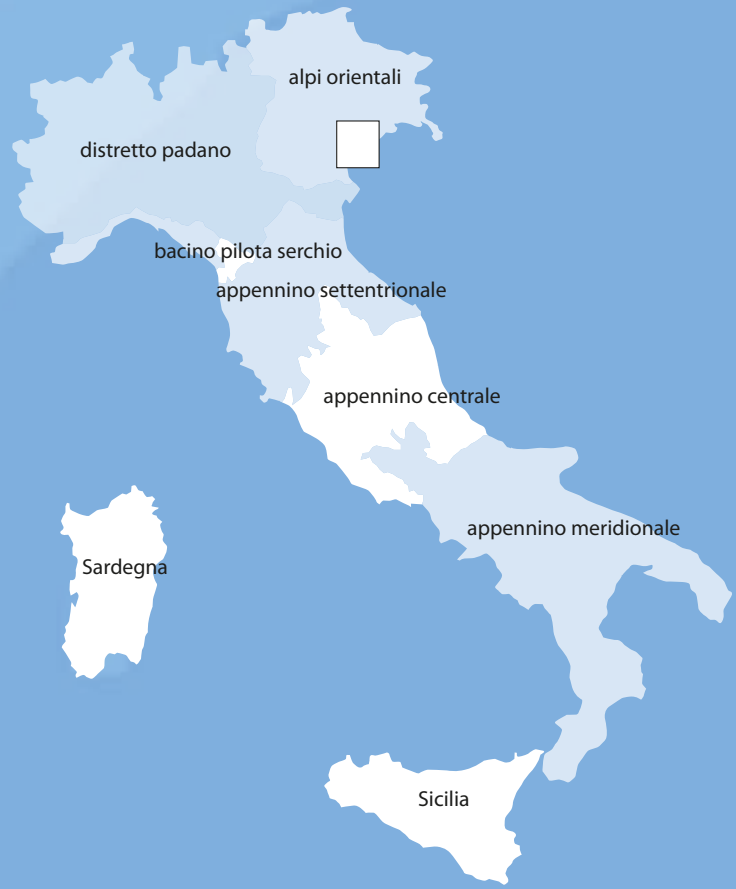 alpi orientali
distretto padano
bacino pilota serchio
appennino settentrionale
appennino centrale
appennino meridionale
Sardegna
Sicilia